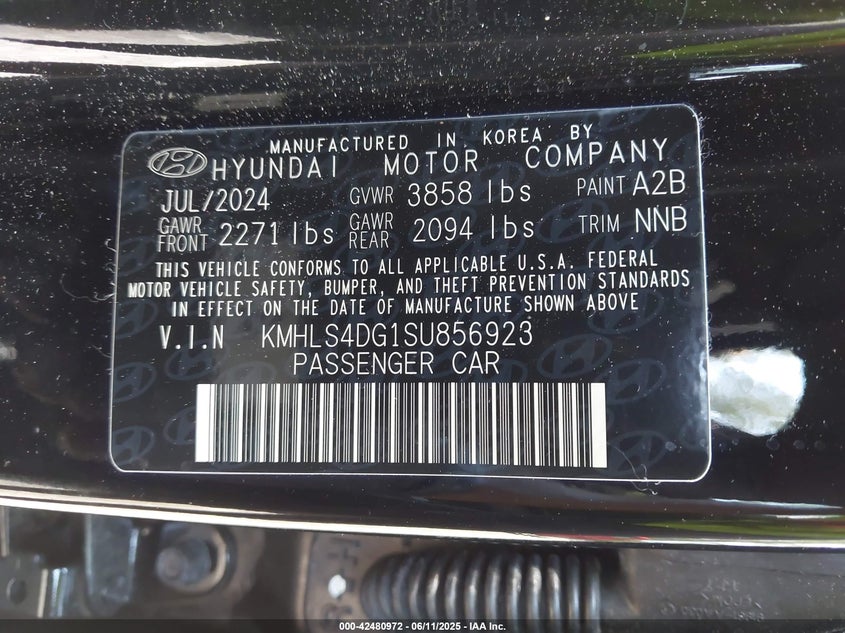 MANUFACTURED IN KOREA BY
HYUNDAI MOTOR COMPANY
JUL/2024 GVWR 3858 lbs PAINT A2B
GAWR FRONT 2271 lbs GAWR REAR 2094 lbs TRIM NNB
THIS VEHICLE CONFORMS TO ALL APPLICABLE U.S.A. FEDERAL
MOTOR VEHICLE SAFETY, BUMPER, AND THEFT PREVENTION STANDARDS
IN EFFECT ON THE DATE OF MANUFACTURE SHOWN ABOVE
V.I.N KMHLS4DG1SU856923
PASSENGER CAR
000-42480972 - 06/11/2025 - IAA Inc.